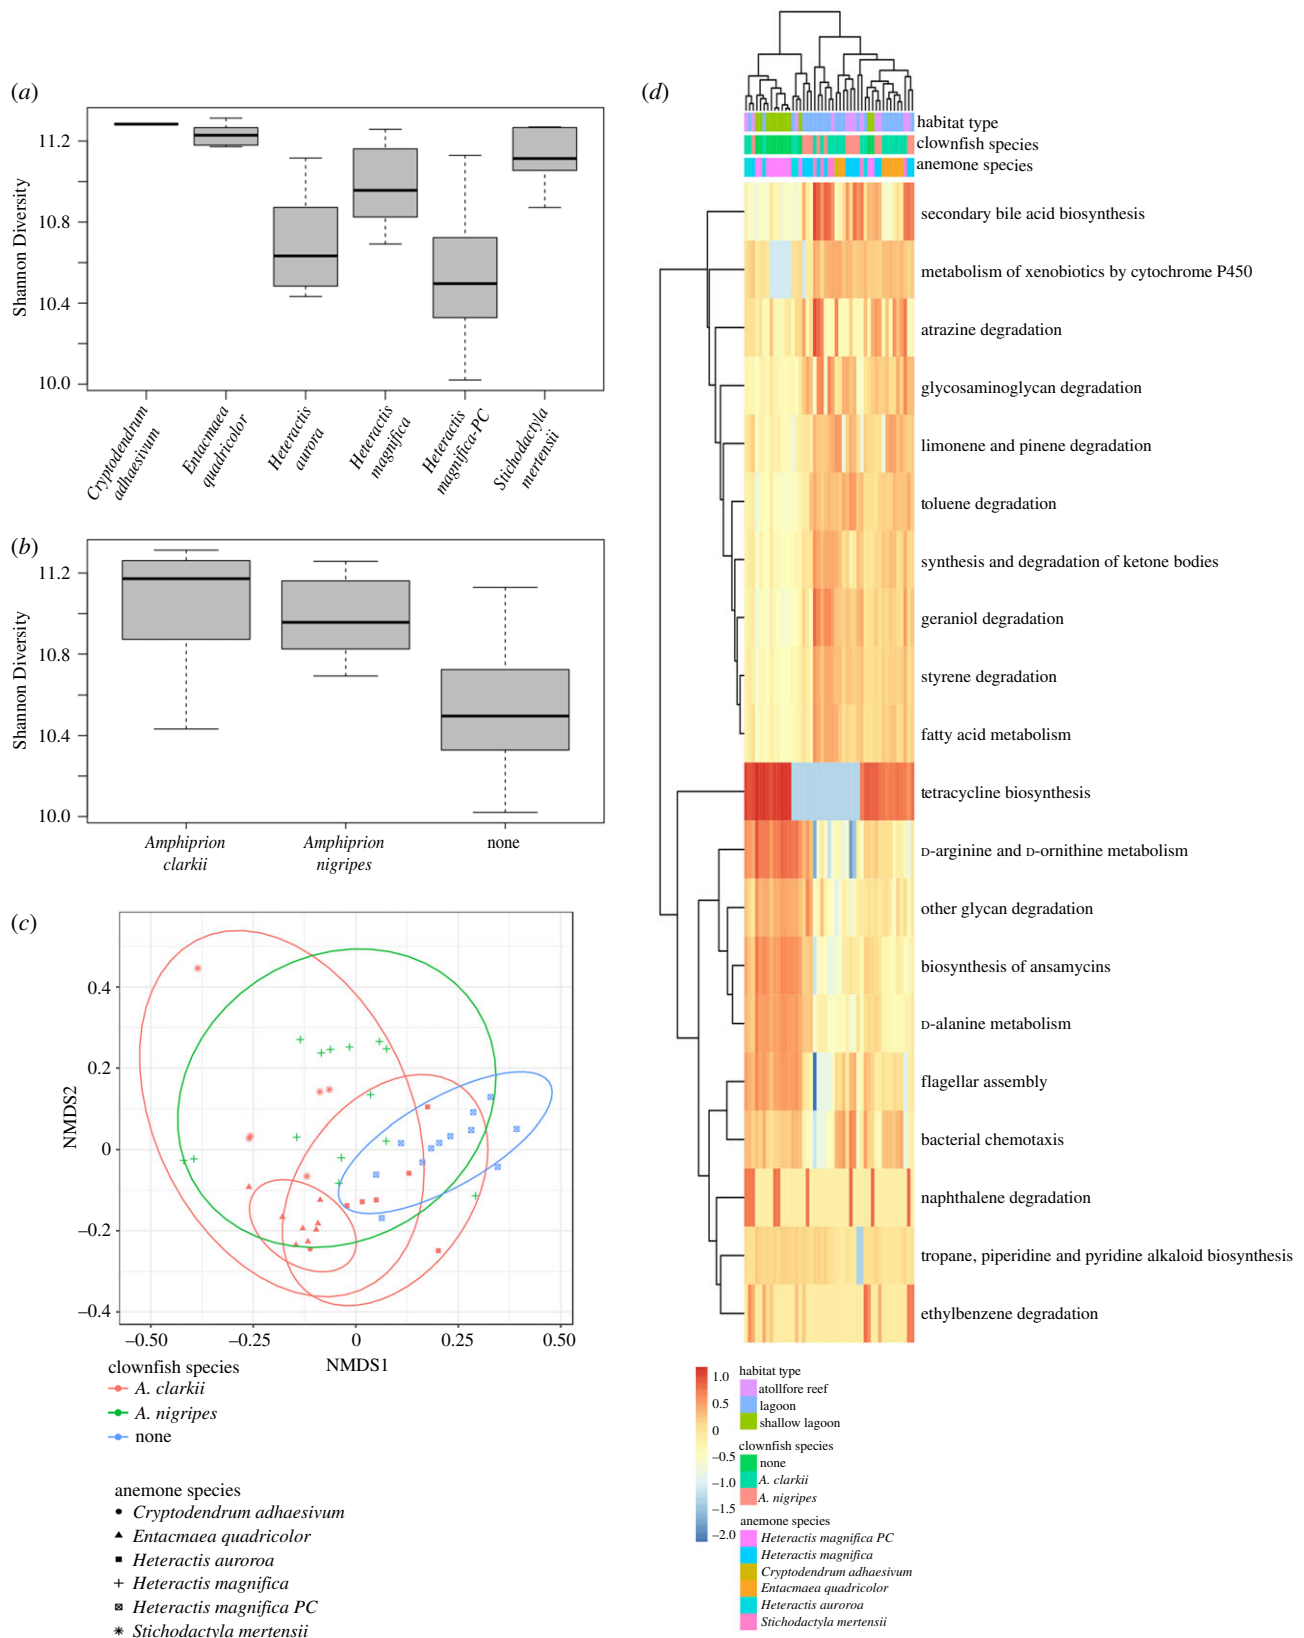 (a)
Shannon Diversity
11.2
10.8
10.4
10.0
Cryptodendrum
adhaesivum
Entacmaea
quadricolor
Heteractis
aurora
Heteractis
magnifica
Heteractis
magnifica-PC
Stichodactyla
mertensii
(b)
Shannon Diversity
11.2
10.8
10.4
10.0
Amphiprion
clarkii
Amphiprion
nigripes
none
(c)
NMDS2
0.4
0.2
0
−0.2
−0.4
−0.50
−0.25
0
0.25
0.50
NMDS1
clownfish species
A. clarkii
A. nigripes
none
anemone species
Cryptodendrum adhaesivum
Entacmaea quadricolor
Heteractis auroroa
Heteractis magnifica
Heteractis magnifica PC
Stichodactyla mertensii
(d)
habitat type
clownfish species
anemone species
secondary bile acid biosynthesis
metabolism of xenobiotics by cytochrome P450
atrazine degradation
glycosaminoglycan degradation
limonene and pinene degradation
toluene degradation
synthesis and degradation of ketone bodies
geraniol degradation
styrene degradation
fatty acid metabolism
tetracycline biosynthesis
D-arginine and D-ornithine metabolism
other glycan degradation
biosynthesis of ansamycins
D-alanine metabolism
flagellar assembly
bacterial chemotaxis
naphthalene degradation
tropane, piperidine and pyridine alkaloid biosynthesis
ethylbenzene degradation
1.0
0.5
0
−0.5
−1.0
−1.5
−2.0
habitat type
atollfore reef
lagoon
shallow lagoon
clownfish species
none
A. clarkii
A. nigripes
anemone species
Heteractis magnifica PC
Heteractis magnifica
Cryptodendrum adhaesivum
Entacmaea quadricolor
Heteractis auroroa
Stichodactyla mertensii